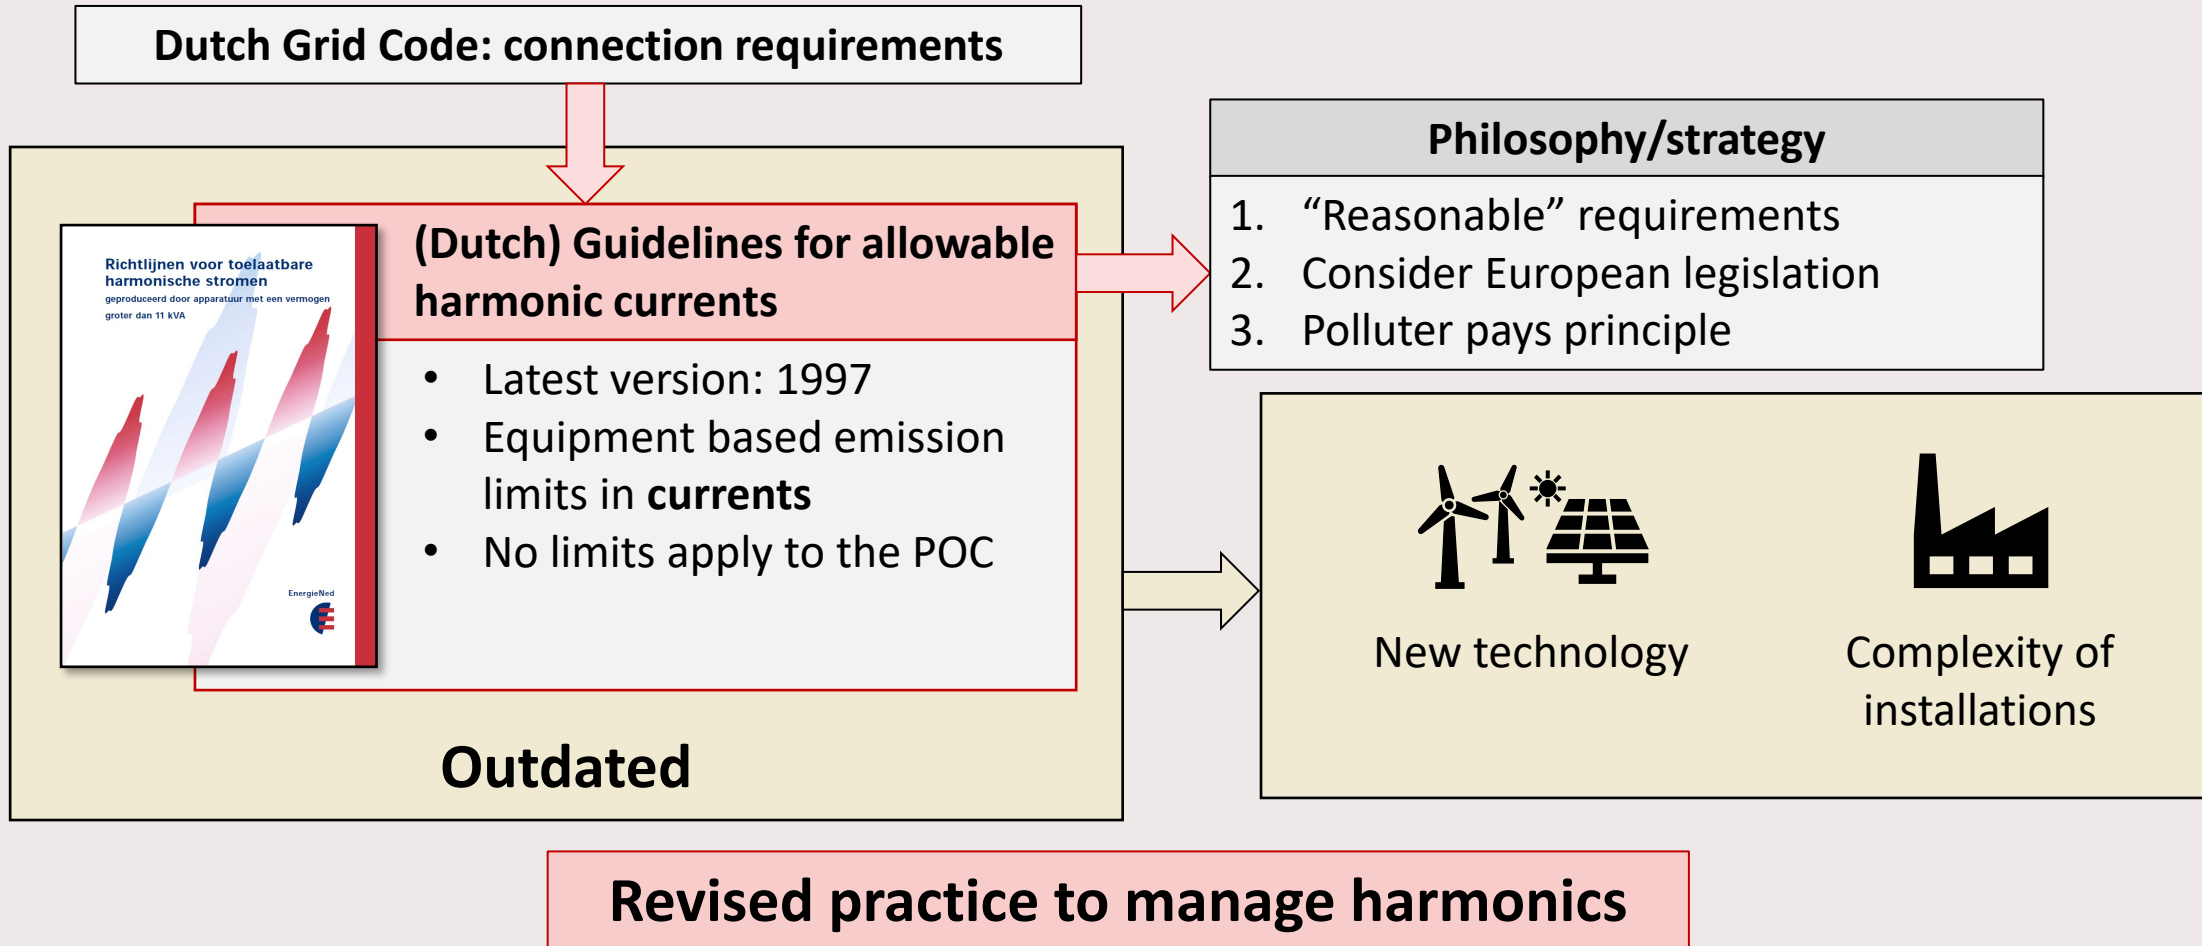 Dutch Grid Code: connection requirements
Philosophy/strategy
1. “Reasonable” requirements
2. Consider European legislation
3. Polluter pays principle
Richtlijnen voor toelaatbare
harmonische stromen
geproduceerd door apparatuur met een vermogen
groter dan 11 kVA
EnergieNed
(Dutch) Guidelines for allowable
harmonic currents
• Latest version: 1997
• Equipment based emission
limits in currents
• No limits apply to the POC
Outdated
New technology
Complexity of
installations
Revised practice to manage harmonics